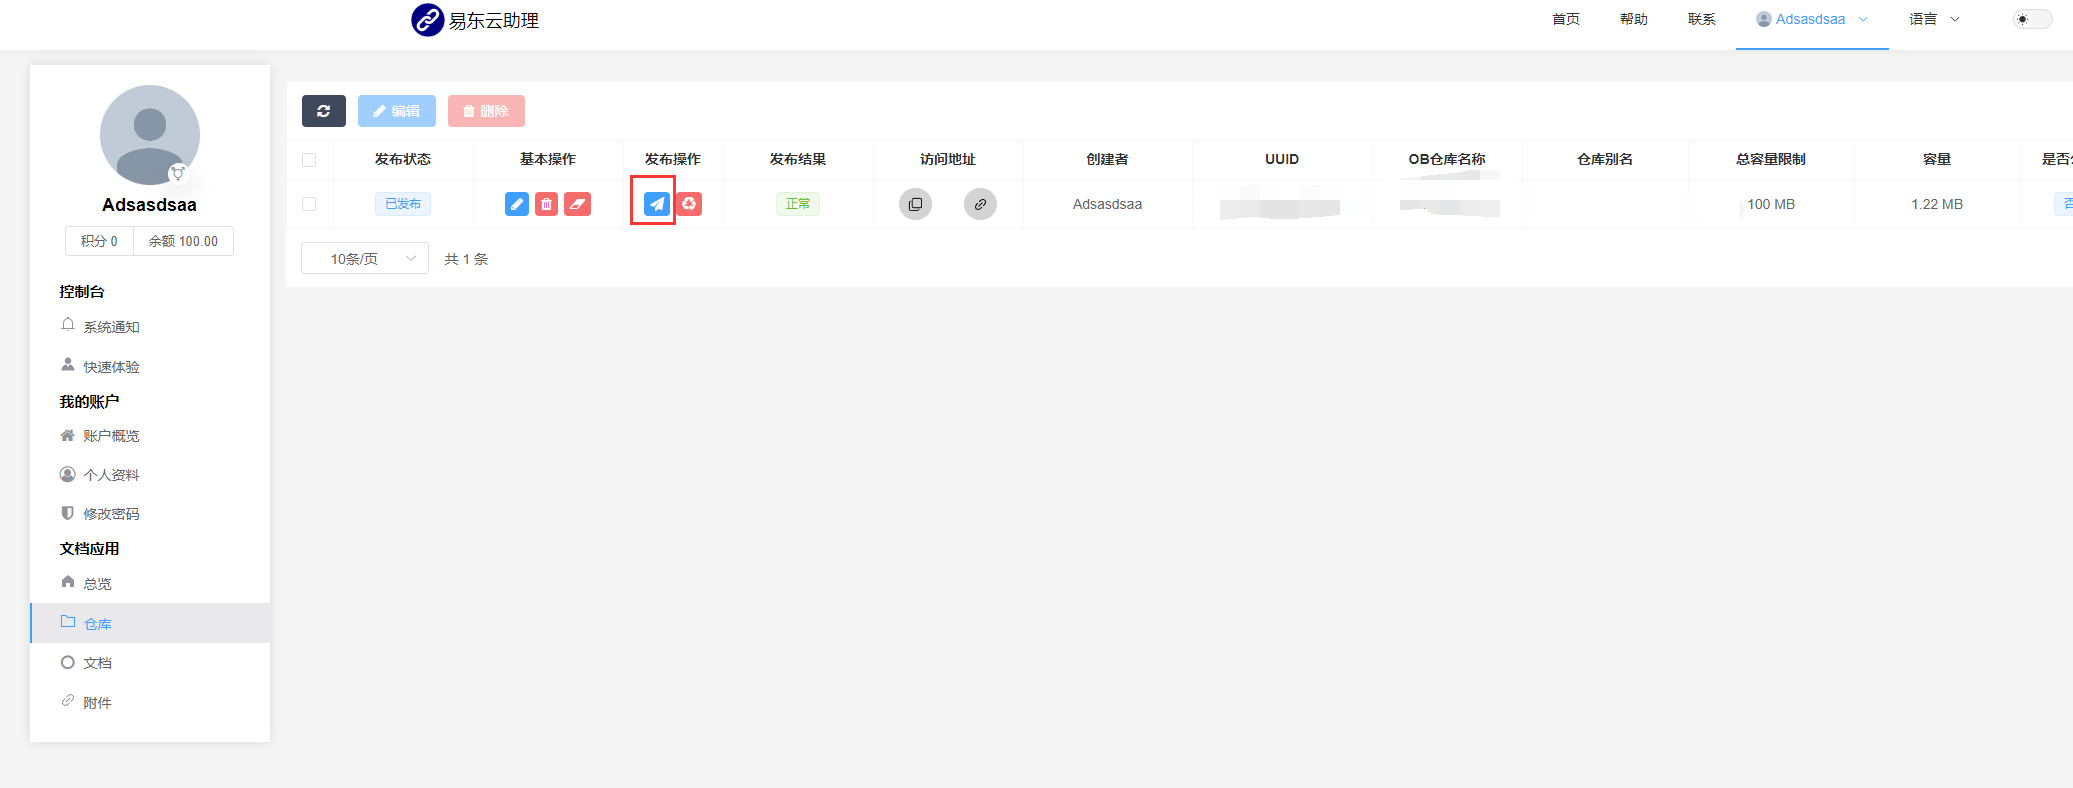 易东云助理
首页 帮助 联系 Adsasdsaa 语言
Adsasdsaa
积分 0 余额 100.00
控制台
系统通知
快速体验
我的账户
账户概览
个人资料
修改密码
文档应用
总览
仓库
文档
附件
编辑 删除
发布状态 基本操作 发布操作 发布结果 访问地址 创建者 UUID OB仓库名称 仓库别名 总容量限制 容量 是否
已发布 正常 Adsasdsaa 100 MB 1.22 MB 否
10条/页 共 1 条